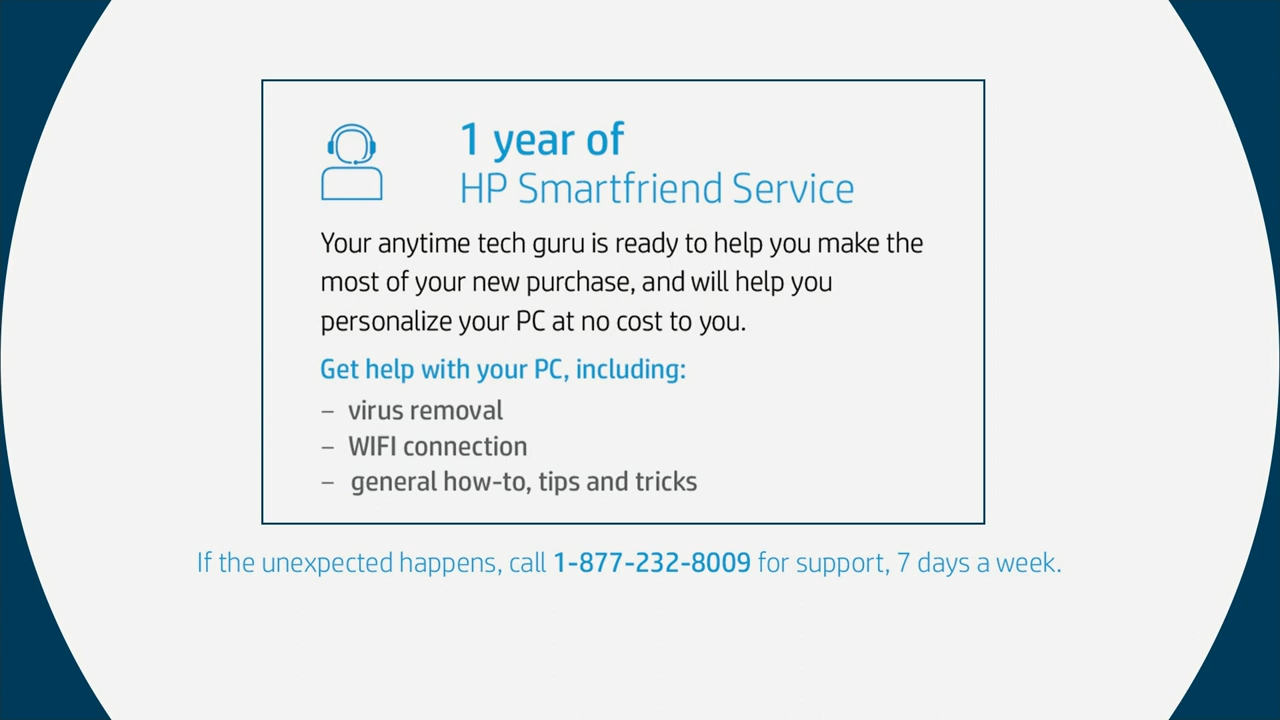 1 year of
HP Smartfriend Service
Your anytime tech guru is ready to help you make the
most of your new purchase, and will help you
personalize your PC at no cost to you.
Get help with your PC, including:
– virus removal
– WIFI connection
– general how-to, tips and tricks
If the unexpected happens, call 1-877-232-8009 for support, 7 days a week.